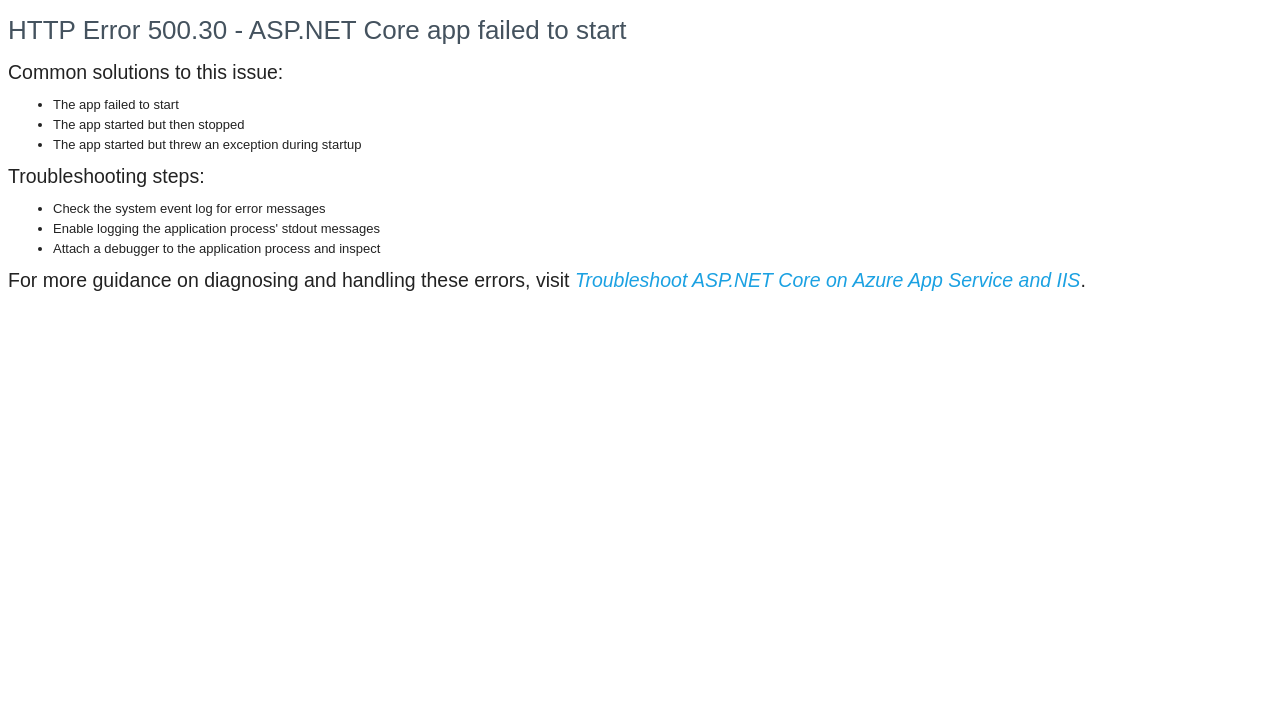 HTTP Error 500.30 - ASP.NET Core app failed to start
Common solutions to this issue:
The app failed to start
The app started but then stopped
The app started but threw an exception during startup
Troubleshooting steps:
Check the system event log for error messages
Enable logging the application process' stdout messages
Attach a debugger to the application process and inspect
For more guidance on diagnosing and handling these errors, visit Troubleshoot ASP.NET Core on Azure App Service and IIS.